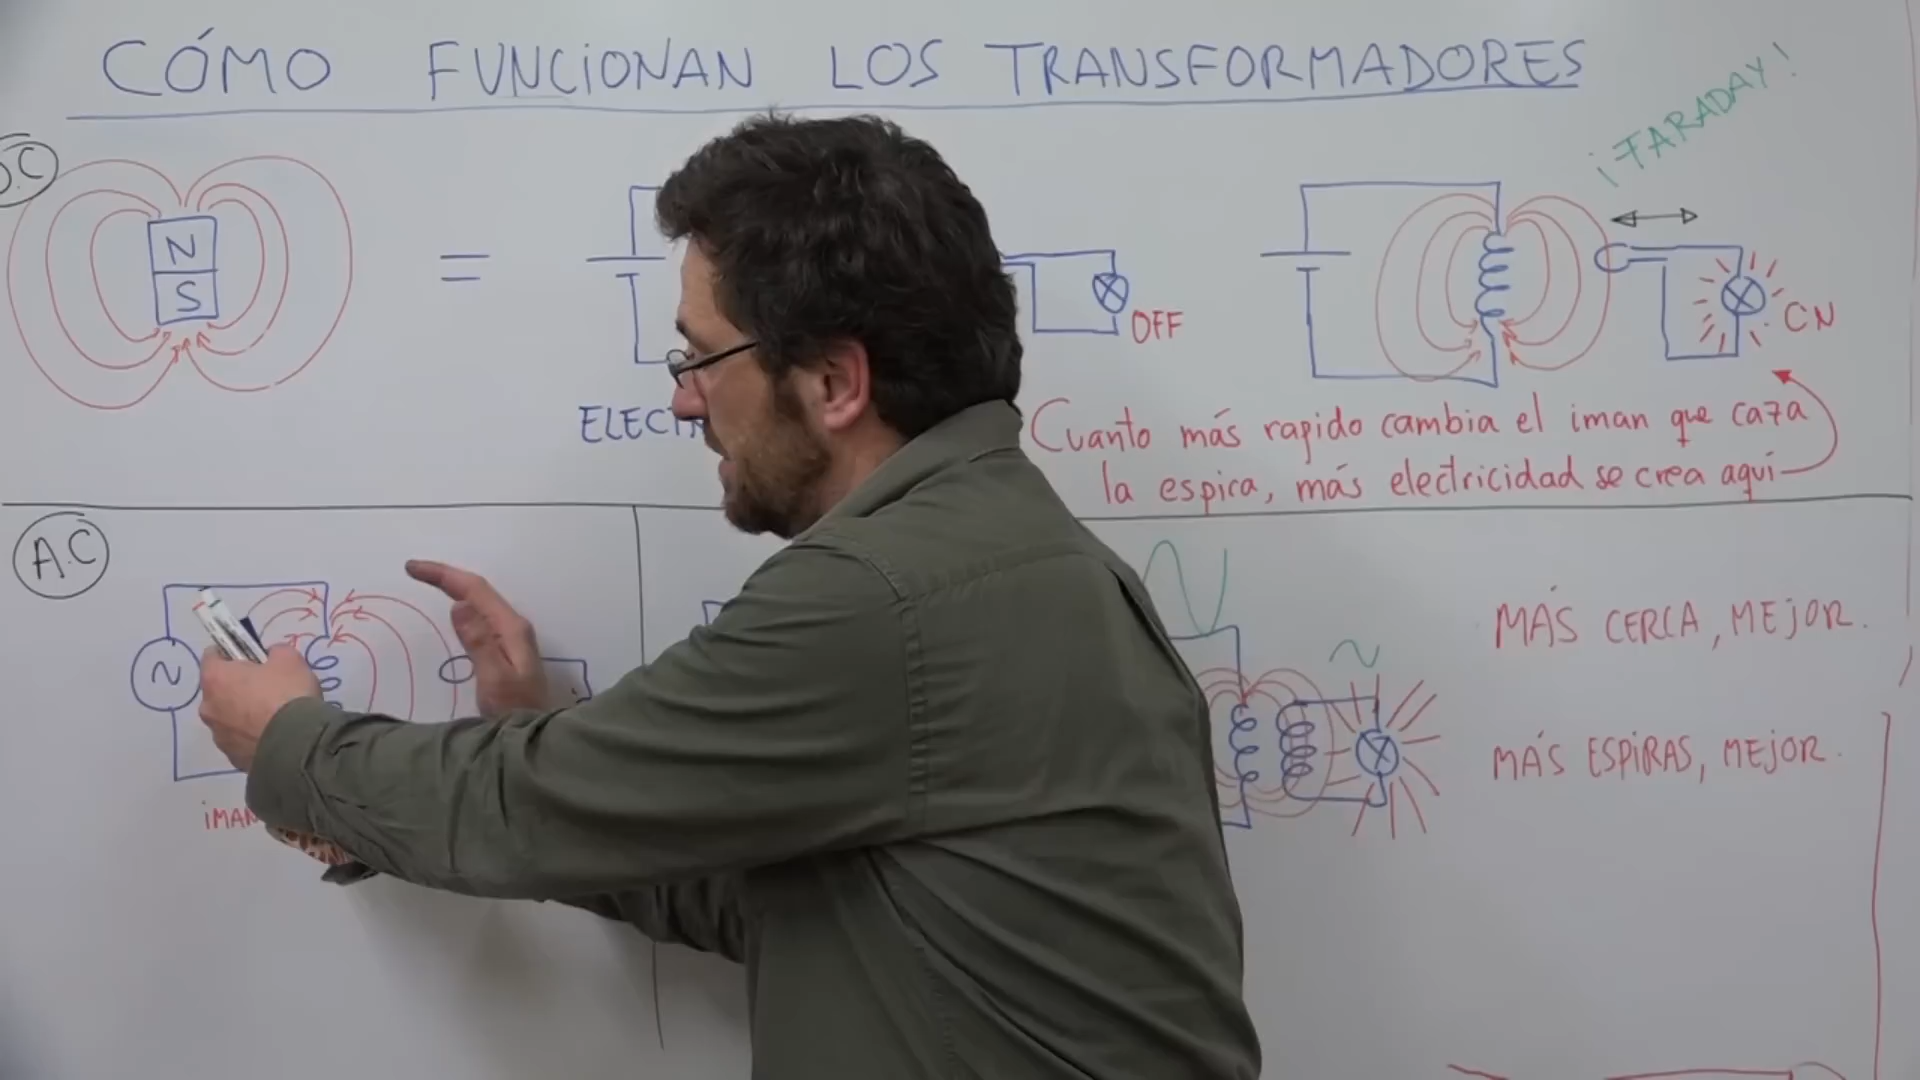 CÓMO FUNCIONAN LOS TRANSFORMADORES
¡FARADAY!
D.C
N
S
=
OFF
ON
Cuanto más rapido cambia el iman que caza
la espira, más electricidad se crea aquí
A.C
MÁS CERCA, MEJOR.
MÁS ESPIRAS, MEJOR.